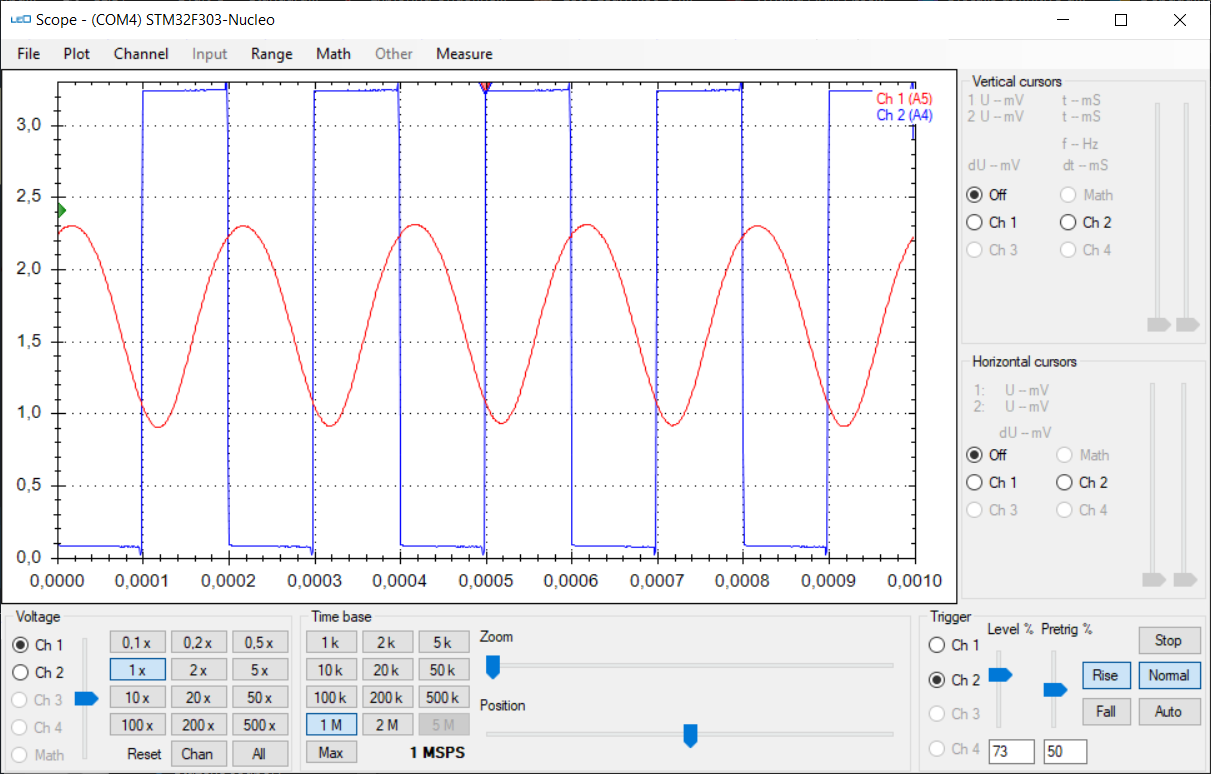 LEO Scope - (COM4) STM32F303-Nucleo
File Plot Channel Input Range Math Other Measure
Ch 1 (A5)
Ch 2 (A4)
3,0
2,5
2,0
1,5
1,0
0,5
0,0
0,0000 0,0001 0,0002 0,0003 0,0004 0,0005 0,0006 0,0007 0,0008 0,0009 0,0010
Vertical cursors
1 U -- mV t -- mS
2 U -- mV t -- mS
f -- Hz
dU -- mV dt -- mS
Off Math
Ch 1 Ch 2
Ch 3 Ch 4
Horizontal cursors
1: U -- mV
2: U -- mV
dU -- mV
Off Math
Ch 1 Ch 2
Ch 3 Ch 4
Voltage
Ch 1
Ch 2
Ch 3
Ch 4
Math
0,1 x 0,2 x 0,5 x
1 x 2 x 5 x
10 x 20 x 50 x
100 x 200 x 500 x
Reset Chan All
Time base
1 k 2 k 5 k
10 k 20 k 50 k
100 k 200 k 500 k
1 M 2 M 5 M
Max 1 MSPS
Zoom
Position
Trigger
Ch 1
Ch 2
Ch 3
Ch 4
Level % Pretrig %
73 50
Stop
Rise Normal
Fall Auto